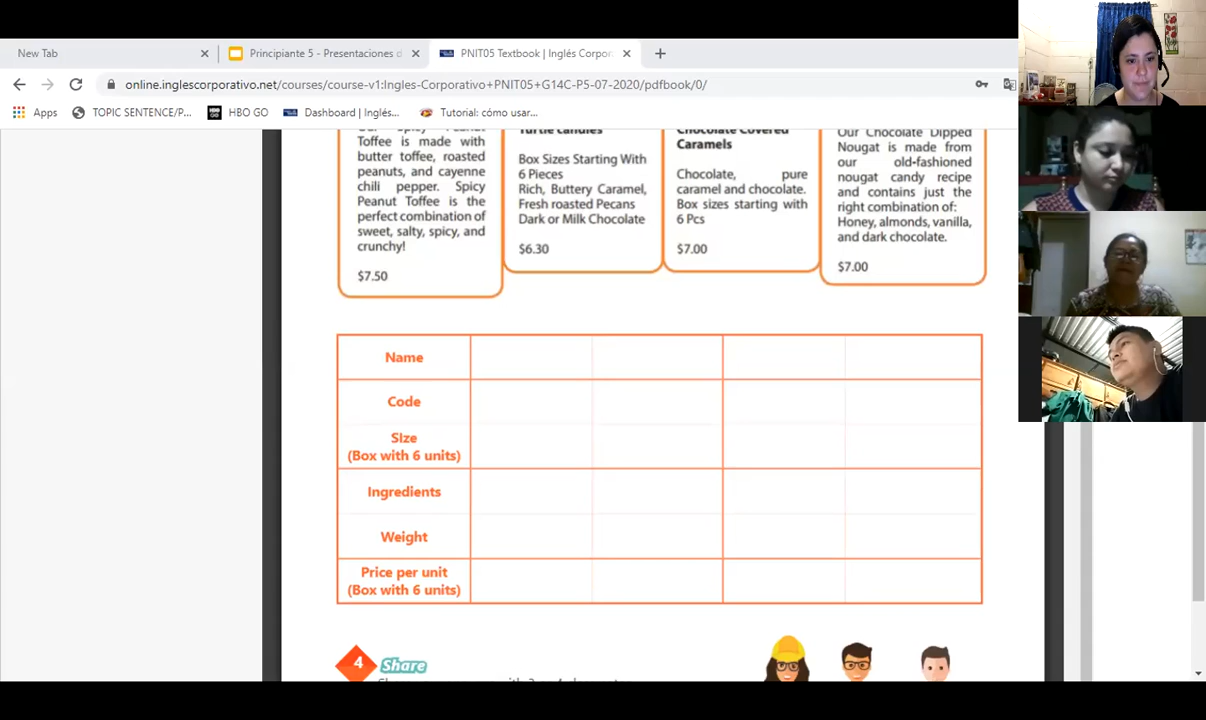 New Tab
Principiante 5 - Presentaciones d
PNIT05 Textbook | Inglés Corpor
online.inglescorporativo.net/courses/course-v1:Ingles-Corporativo+PNIT05+G14C-P5-07-2020/pdfbook/0/
Apps
TOPIC SENTENCE/P...
HBO GO
Dashboard | Inglés...
Tutorial: cómo usar...
Our Spicy Peanut
Toffee is made with
butter toffee, roasted
peanuts, and cayenne
chili pepper. Spicy
Peanut Toffee is the
perfect combination of
sweet, salty, spicy, and
crunchy!
$7.50
Turtle Candies
Box Sizes Starting With
6 Pieces
Rich, Buttery Caramel,
Fresh roasted Pecans
Dark or Milk Chocolate
$6.30
Chocolate Covered
Caramels
Chocolate, pure
caramel and chocolate.
Box sizes starting with
6 Pcs
$7.00
Our Chocolate Dipped
Nougat is made from
our old-fashioned
nougat candy recipe
and contains just the
right combination of:
Honey, almonds, vanilla,
and dark chocolate.
$7.00
Name
Code
SIze
(Box with 6 units)
Ingredients
Weight
Price per unit
(Box with 6 units)
4 Share